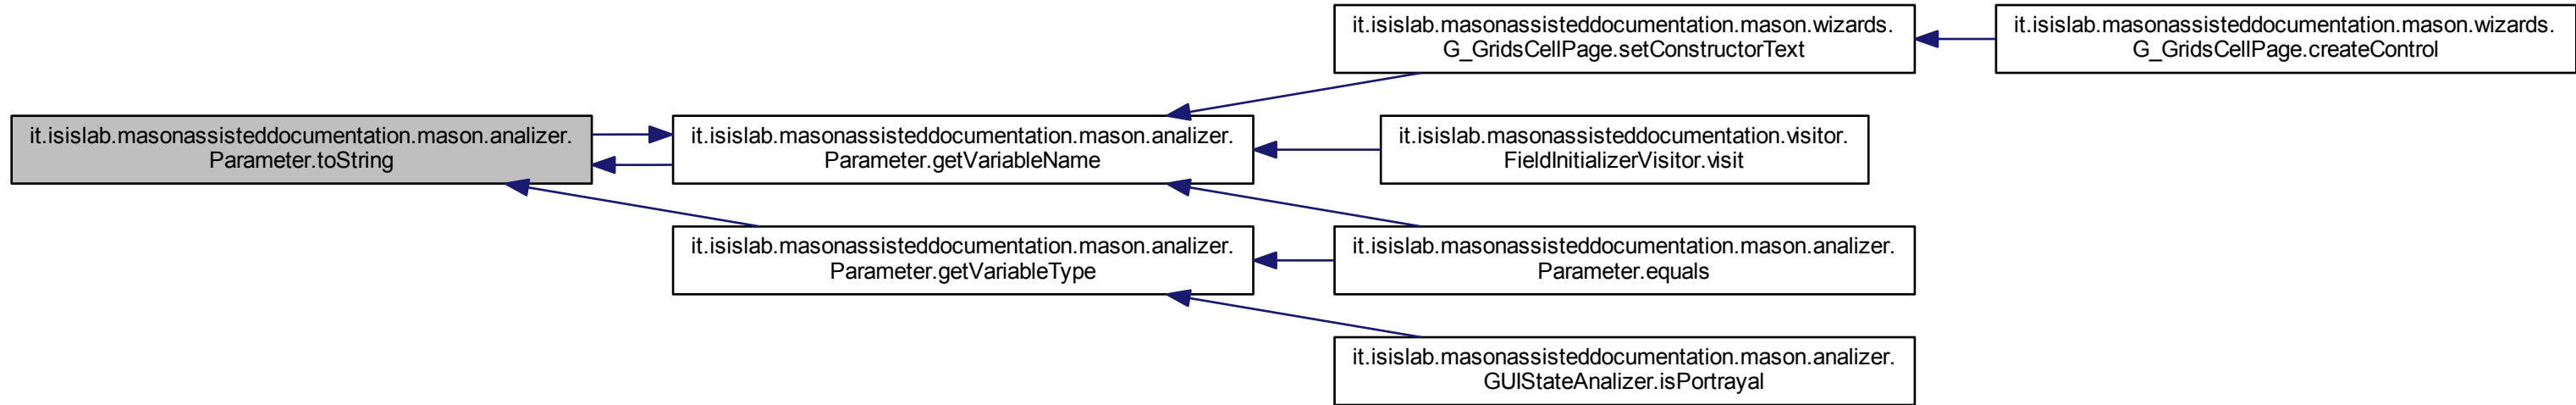 it.isislab.masonassisteddocumentation.mason.wizards.
G_GridsCellPage.setConstructorText
it.isislab.masonassisteddocumentation.mason.wizards.
G_GridsCellPage.createControl
it.isislab.masonassisteddocumentation.mason.analizer.
Parameter.toString
it.isislab.masonassisteddocumentation.mason.analizer.
Parameter.getVariableName
it.isislab.masonassisteddocumentation.visitor.
FieldInitializerVisitor.visit
it.isislab.masonassisteddocumentation.mason.analizer.
Parameter.getVariableType
it.isislab.masonassisteddocumentation.mason.analizer.
Parameter.equals
it.isislab.masonassisteddocumentation.mason.analizer.
GUIStateAnalizer.isPortrayal